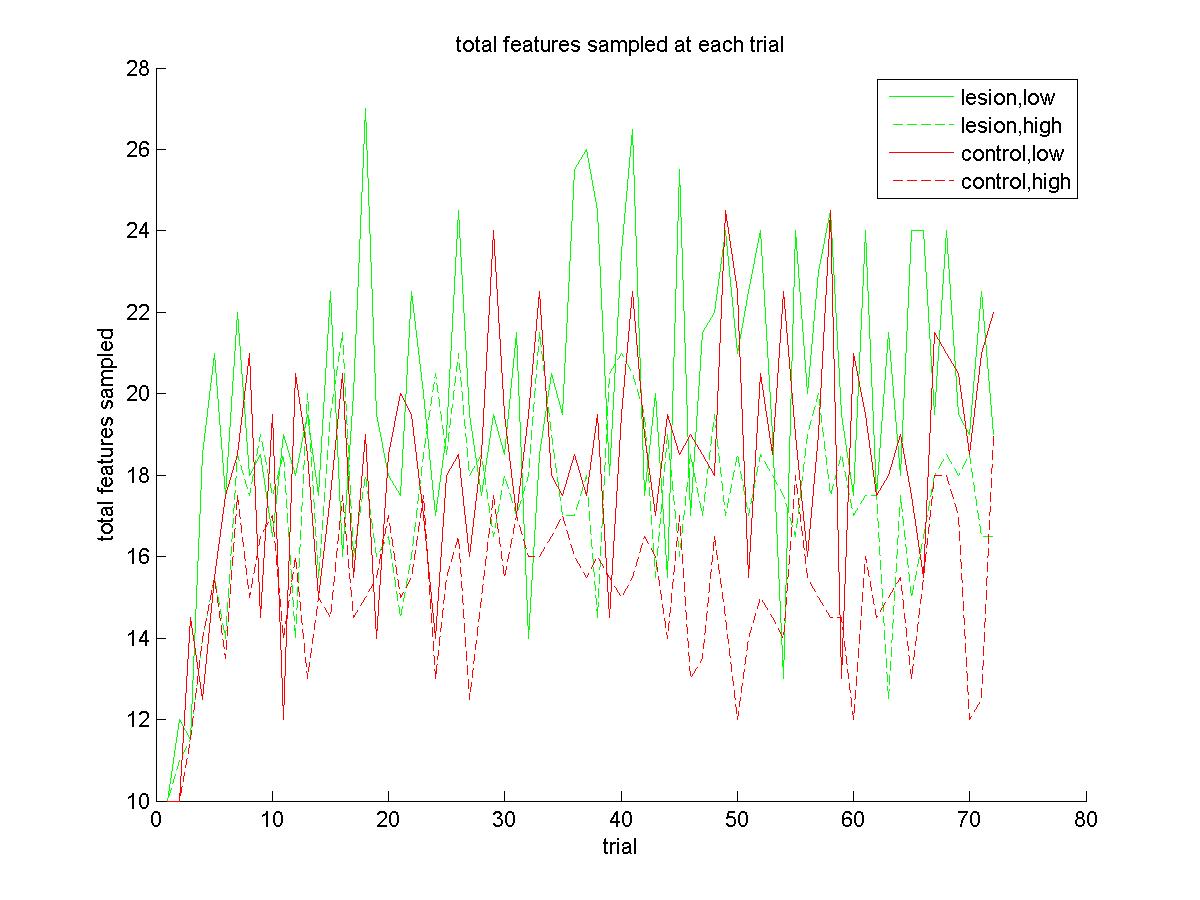 total features sampled at each trial
28
26
24
22
20
18
16
14
12
10
total features sampled
lesion,low
lesion,high
control,low
control,high
0 10 20 30 40 50 60 70 80
trial